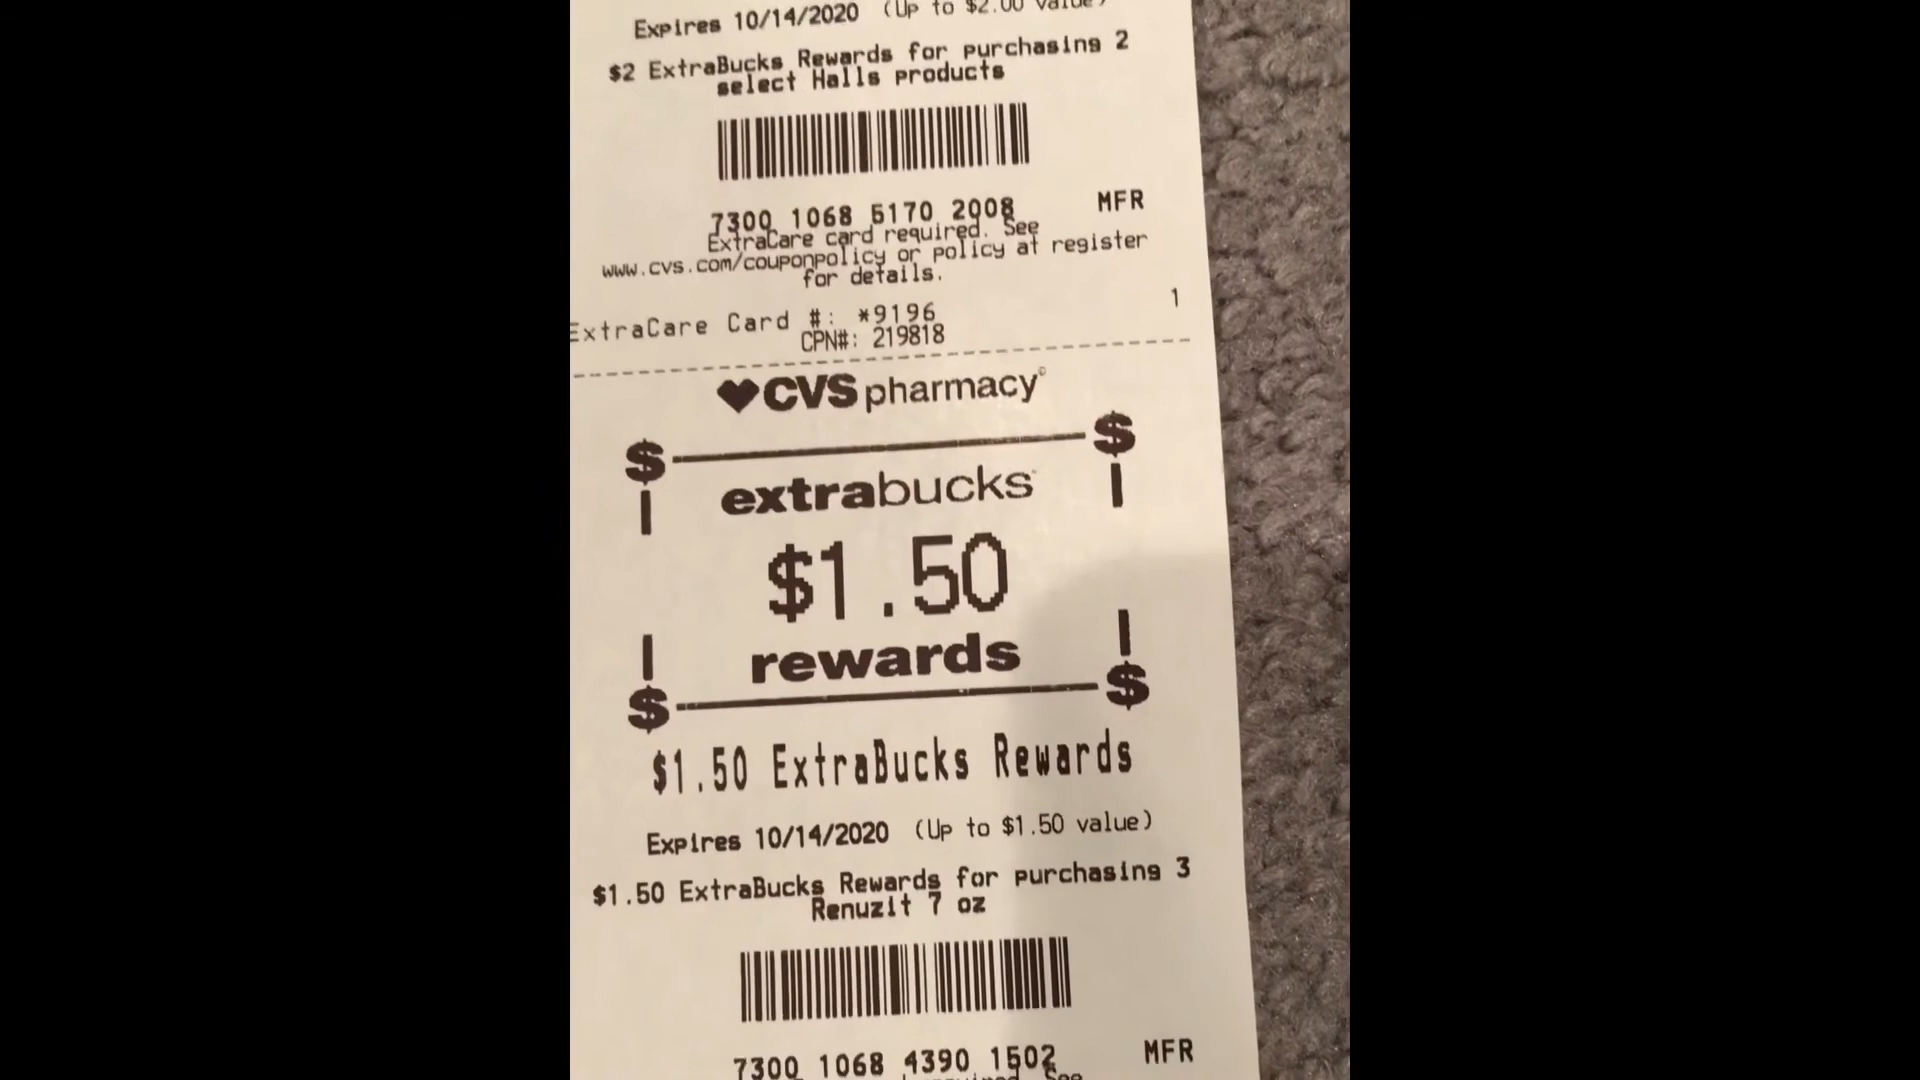 Expires 10/14/2020 (Up to $2.00 value)
$2 ExtraBucks Rewards for purchasing 2
select Halls products
7300 1068 5170 2008 MFR
ExtraCare card required. See
www.cvs.com/couponpolicy or policy at register
for details.
1
ExtraCare Card #: *9196
CPN#: 219818
CVS pharmacy®
$ $
extrabucks™
$1.50
rewards
$ $
$1.50 ExtraBucks Rewards
Expires 10/14/2020 (Up to $1.50 value)
$1.50 ExtraBucks Rewards for purchasing 3
Renuzit 7 oz
7300 1068 4390 1502 MFR
See